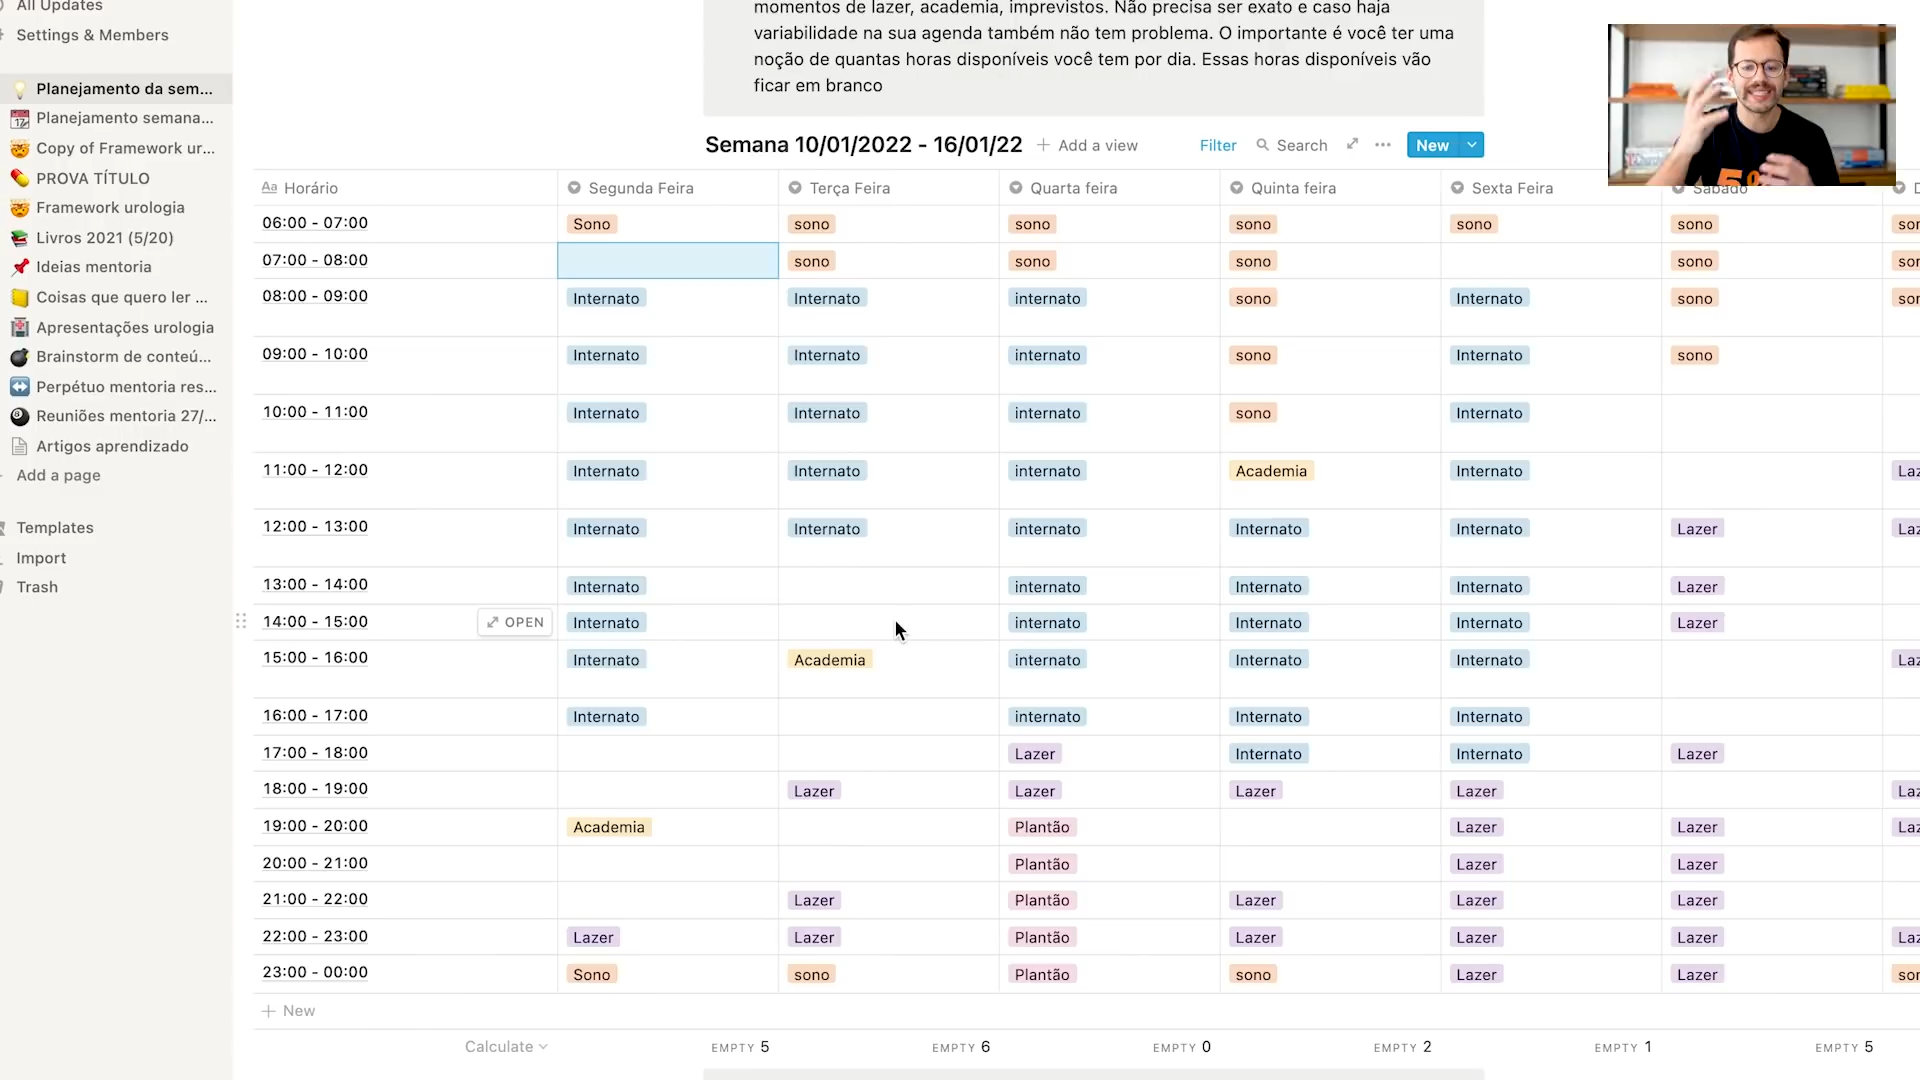 All Updates
Settings & Members
Planejamento da sem...
Planejamento semana...
Copy of Framework ur...
PROVA TÍTULO
Framework urologia
Livros 2021 (5/20)
Ideias mentoria
Coisas que quero ler ...
Apresentações urologia
Brainstorm de conteú...
Perpétuo mentoria res...
Reuniões mentoria 27/...
Artigos aprendizado
Add a page
Templates
Import
Trash
momentos de lazer, academia, imprevistos. Não precisa ser exato e caso haja
variabilidade na sua agenda também não tem problema. O importante é você ter uma
noção de quantas horas disponíveis você tem por dia. Essas horas disponíveis vão
ficar em branco
Semana 10/01/2022 - 16/01/22 Add a view Filter Search New
Aa Horário Segunda Feira Terça Feira Quarta feira Quinta feira Sexta Feira Sábado D
06:00 - 07:00 Sono sono sono sono sono sono sor
07:00 - 08:00 sono sono sono sono sor
08:00 - 09:00 Internato Internato internato sono Internato sono sor
09:00 - 10:00 Internato Internato internato sono Internato sono
10:00 - 11:00 Internato Internato internato sono Internato
11:00 - 12:00 Internato Internato internato Academia Internato Laz
12:00 - 13:00 Internato Internato internato Internato Internato Lazer Laz
13:00 - 14:00 Internato internato Internato Internato Lazer
14:00 - 15:00 OPEN Internato internato Internato Internato Lazer
15:00 - 16:00 Internato Academia internato Internato Internato Laz
16:00 - 17:00 Internato internato Internato Internato
17:00 - 18:00 Lazer Internato Internato Lazer
18:00 - 19:00 Lazer Lazer Lazer Lazer Laz
19:00 - 20:00 Academia Plantão Lazer Lazer Laz
20:00 - 21:00 Plantão Lazer Lazer
21:00 - 22:00 Lazer Plantão Lazer Lazer Lazer
22:00 - 23:00 Lazer Lazer Plantão Lazer Lazer Lazer Laz
23:00 - 00:00 Sono sono Plantão sono Lazer Lazer sor
New
Calculate EMPTY 5 EMPTY 6 EMPTY 0 EMPTY 2 EMPTY 1 EMPTY 5